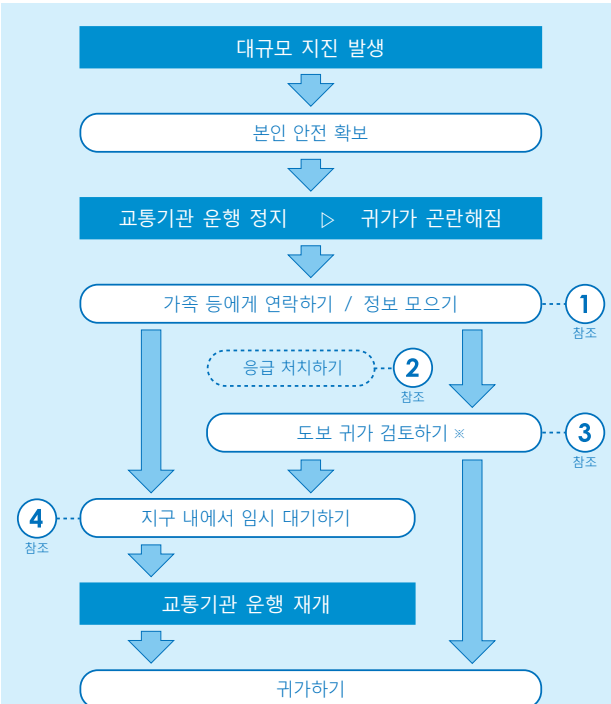 대규모 지진 발생
본인 안전 확보
교통기관 운행 정지 ▷ 귀가가 곤란해짐
가족 등에게 연락하기 / 정보 모으기
1
참조
응급 처치하기
2
참조
도보 귀가 검토하기 ※
3
참조
4
참조
지구 내에서 임시 대기하기
교통기관 운행 재개
귀가하기